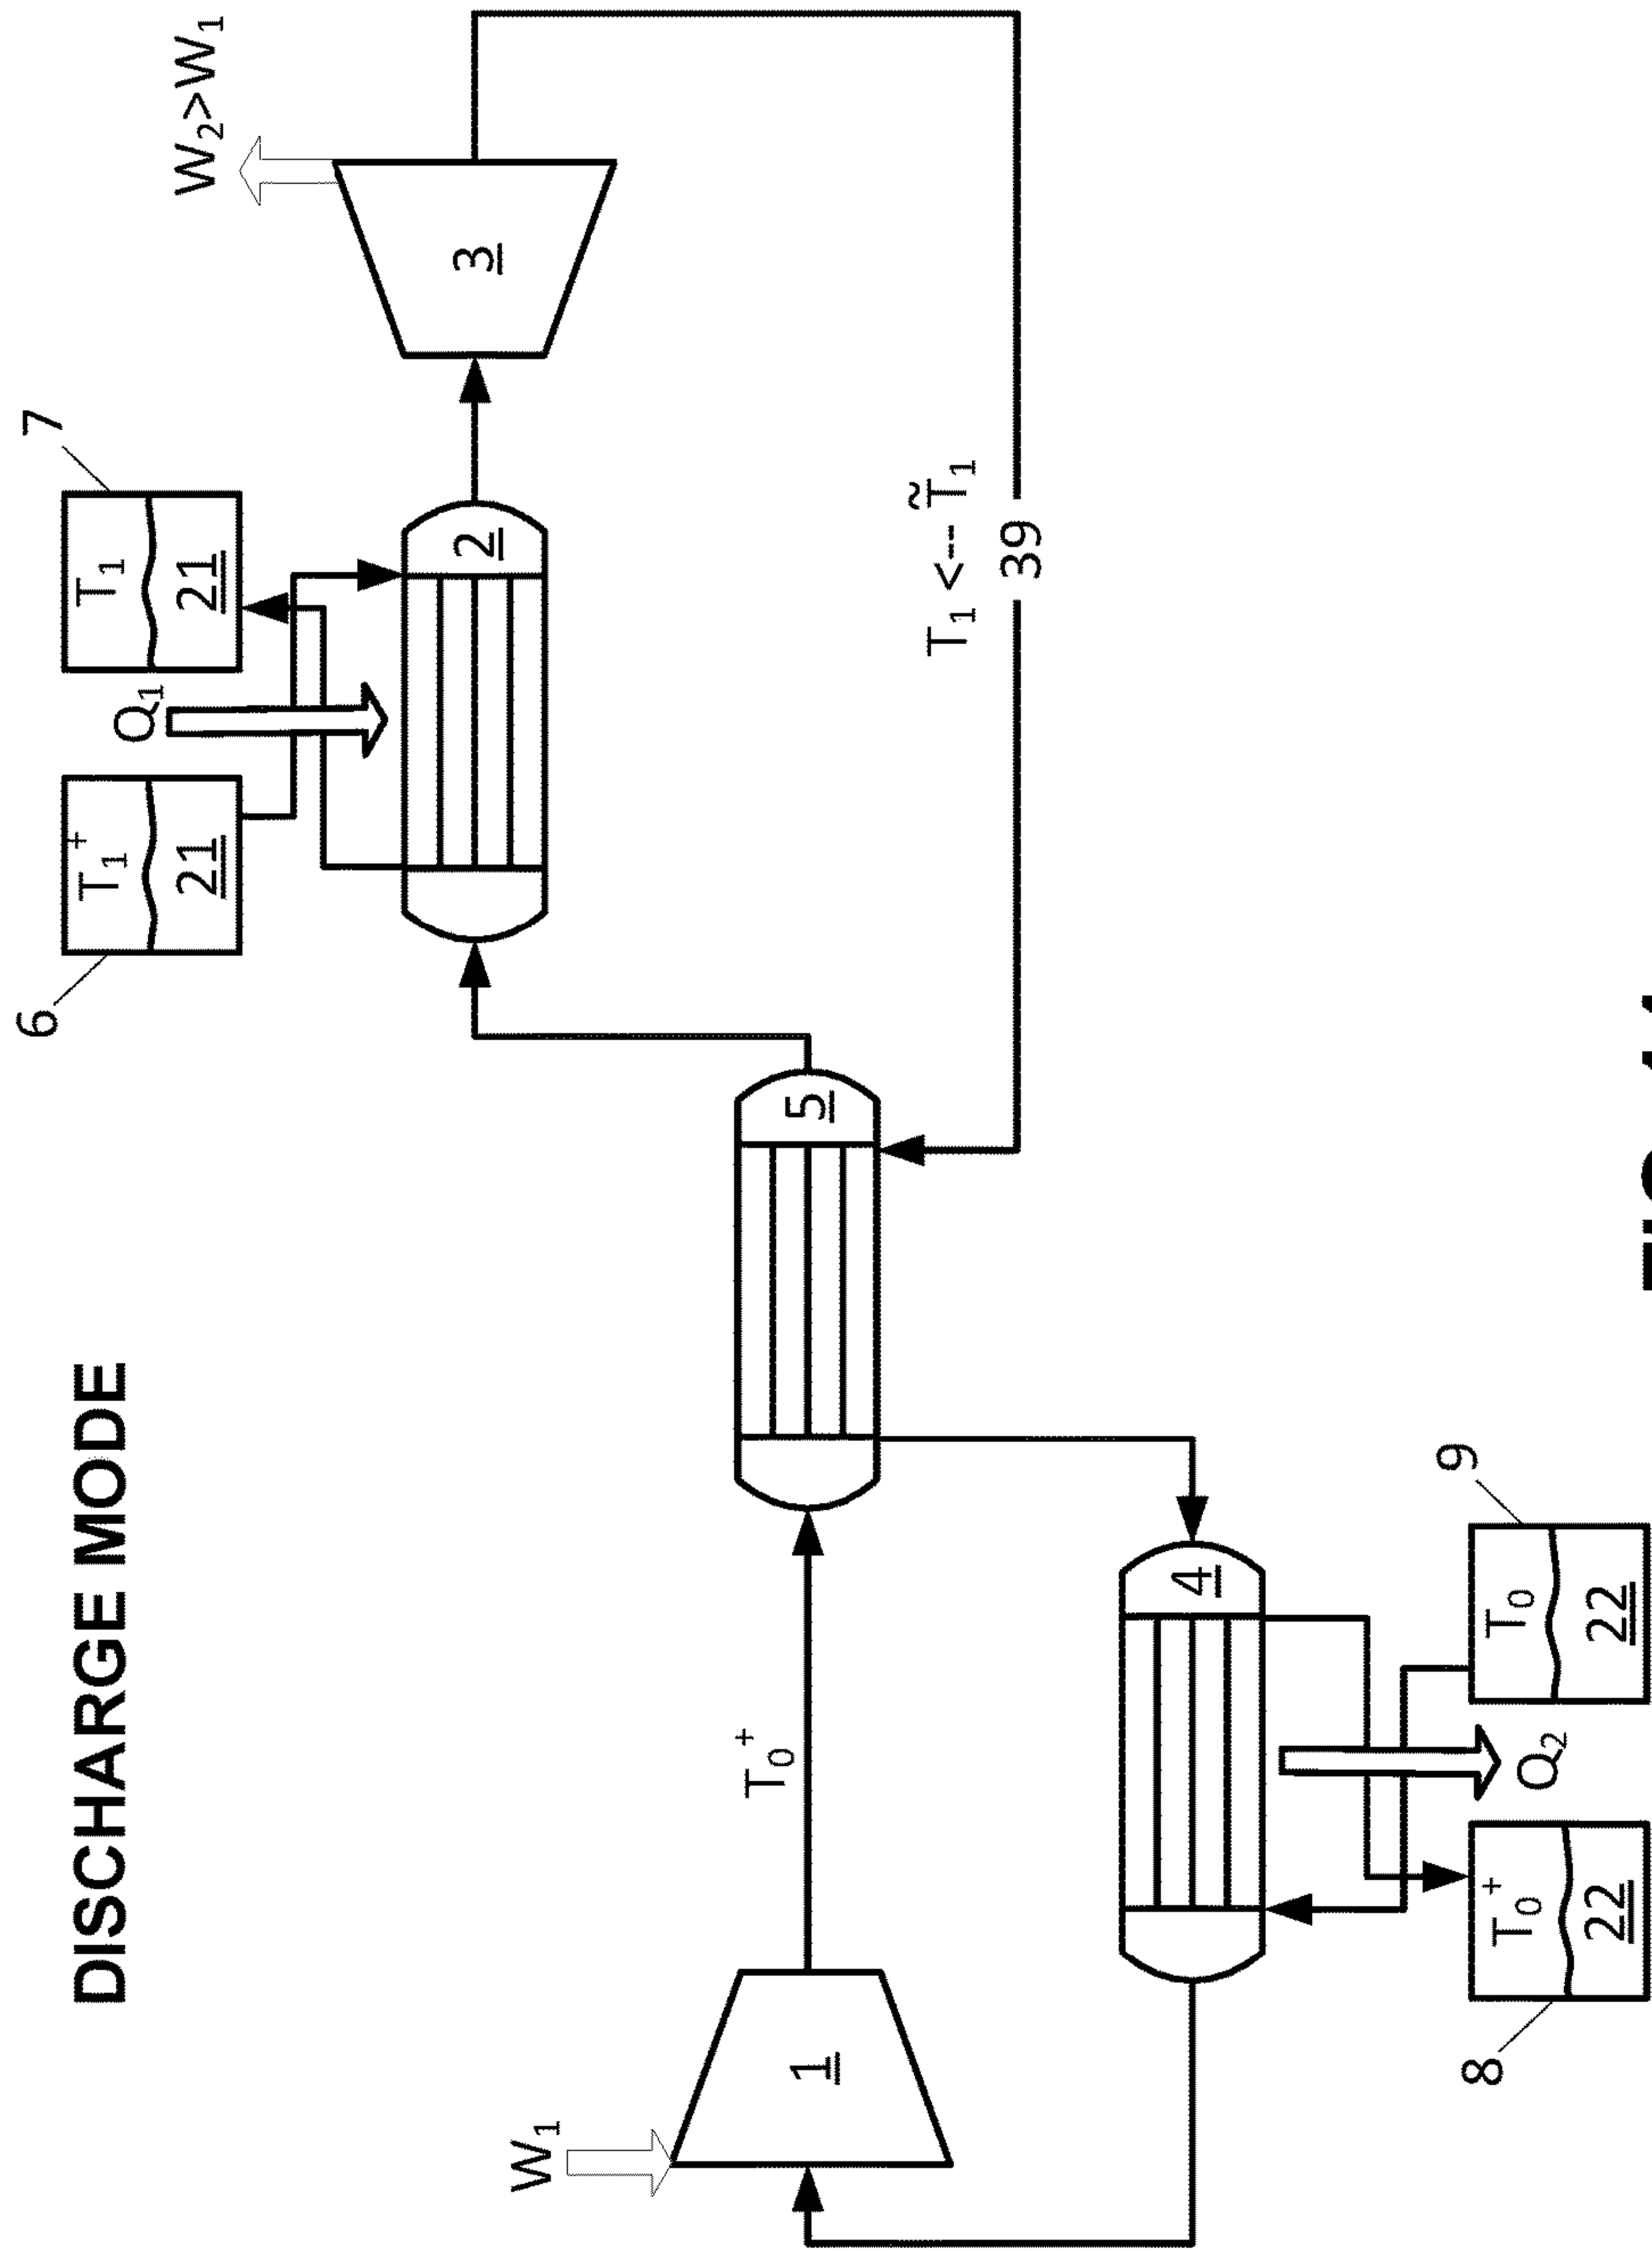 DISCHARGE MODE
6
7
T₁⁺
Q₁
T₁
W₂>W₁
21
21
2
3
W₁
T₀⁺
1
5
T₁ <-- T̃₁
39
4
8
9
T₀⁺
Q₂
T₀
22
22